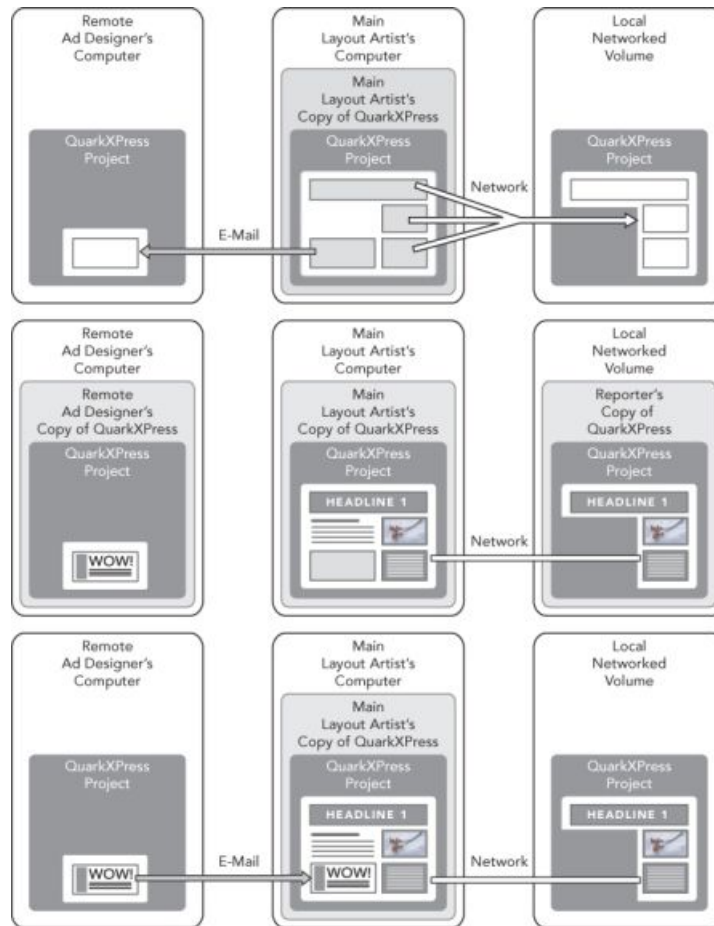 Remote
Ad Designer's
Computer
Main
Layout Artist's
Computer
Local
Networked
Volume
Main
Layout Artist's
Copy of QuarkXPress
QuarkXPress
Project
QuarkXPress
Project
QuarkXPress
Project
E-Mail
Network
Remote
Ad Designer's
Computer
Main
Layout Artist's
Computer
Local
Networked
Volume
Remote
Ad Designer's
Copy of QuarkXPress
Main
Layout Artist's
Copy of QuarkXPress
Reporter's
Copy of
QuarkXPress
QuarkXPress
Project
QuarkXPress
Project
QuarkXPress
Project
HEADLINE 1
HEADLINE 1
Network
WOW!
Remote
Ad Designer's
Computer
Main
Layout Artist's
Computer
Local
Networked
Volume
Main
Layout Artist's
Copy of QuarkXPress
QuarkXPress
Project
QuarkXPress
Project
QuarkXPress
Project
HEADLINE 1
HEADLINE 1
WOW!
E-Mail
WOW!
Network